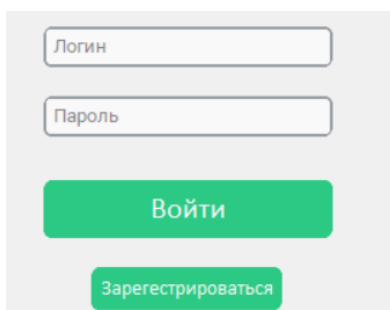 Логин
Пароль
Войти
Зарегестрироваться